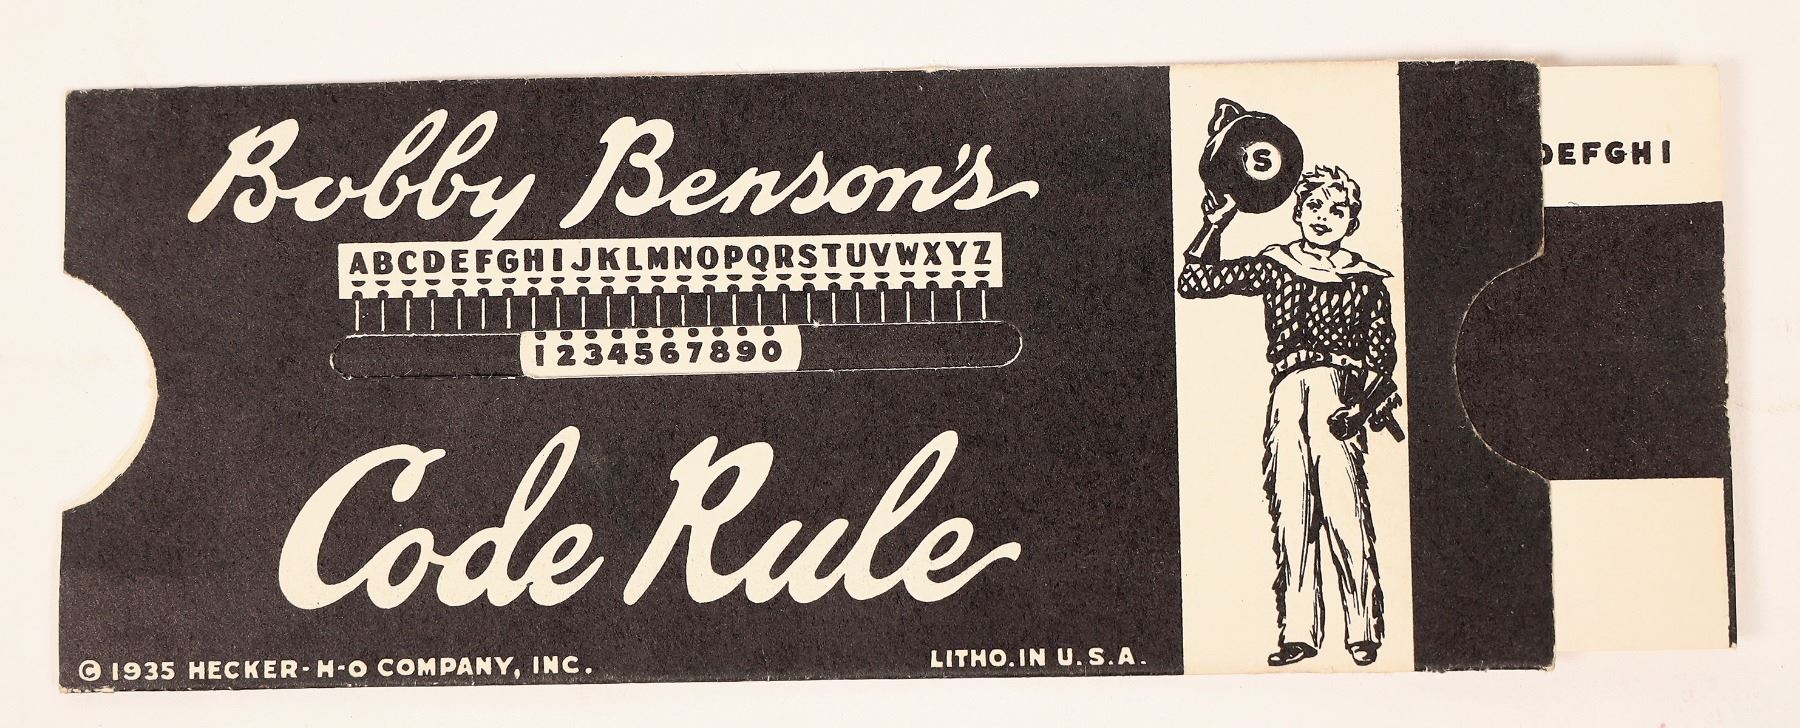 Bobby Benson's
ABCDEFGHIJKLMNOPQRSTUVWXYZ
1234567890
Code Rule
© 1935 HECKER-H-O COMPANY, INC.
LITHO. IN U.S.A.
S
DEFGHI